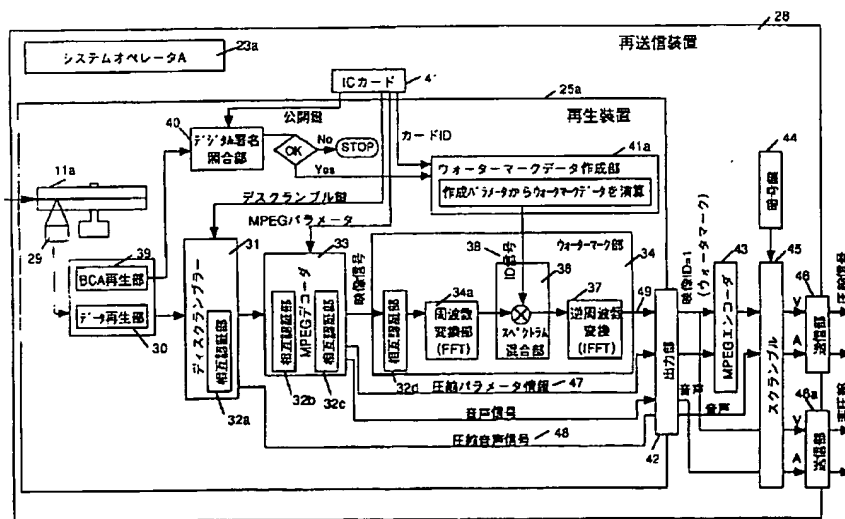 28
再送信装置
システムオペレータA
23a
ICカード
41
25a
再生装置
公開鍵
40
デジタル署名
照合部
OK
No
STOP
Yes
カードID
41a
ウォーターマークデータ作成部
作成パラメータからウォータマークデータを演算
44
暗号鍵
11a
29
39
BCA再生部
データ再生部
30
デスクランブル鍵
MPEGパラメータ
31
ディスクランブラー
相互認証部
32a
33
MPEGデコーダ
相互認証部
32b
相互認証部
32c
映像信号
ウォーターマーク部
34
相互認証部
32d
34a
周波数
変換部
(FFT)
38
ID信号
36
スペクトラム
混合部
37
逆周波数
変換
(IFFT)
49
出力部
42
映像ID=1
(ウォータマーク)
43
MPEGエンコーダ
45
スクランブル
46
送信部
V
A
圧縮信号
46a
送信部
V
A
圧縮パラメータ情報
47
音声信号
圧縮音声信号
48
音声
音声